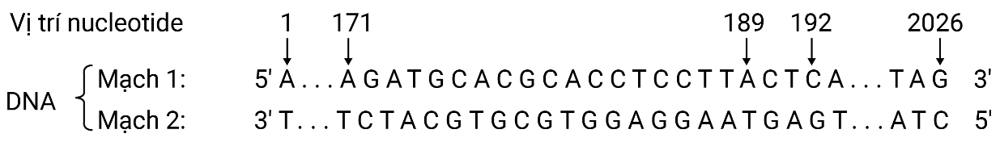 Vị trí nucleotide 1 171 189 192 2026
DNA
Mạch 1: 5' A . . . A G A T G C A C G C A C C T C C T T A C T C A . . . T A G 3'
Mạch 2: 3' T . . . T C T A C G T G C G T G G A G G A A T G A G T . . . A T C 5'